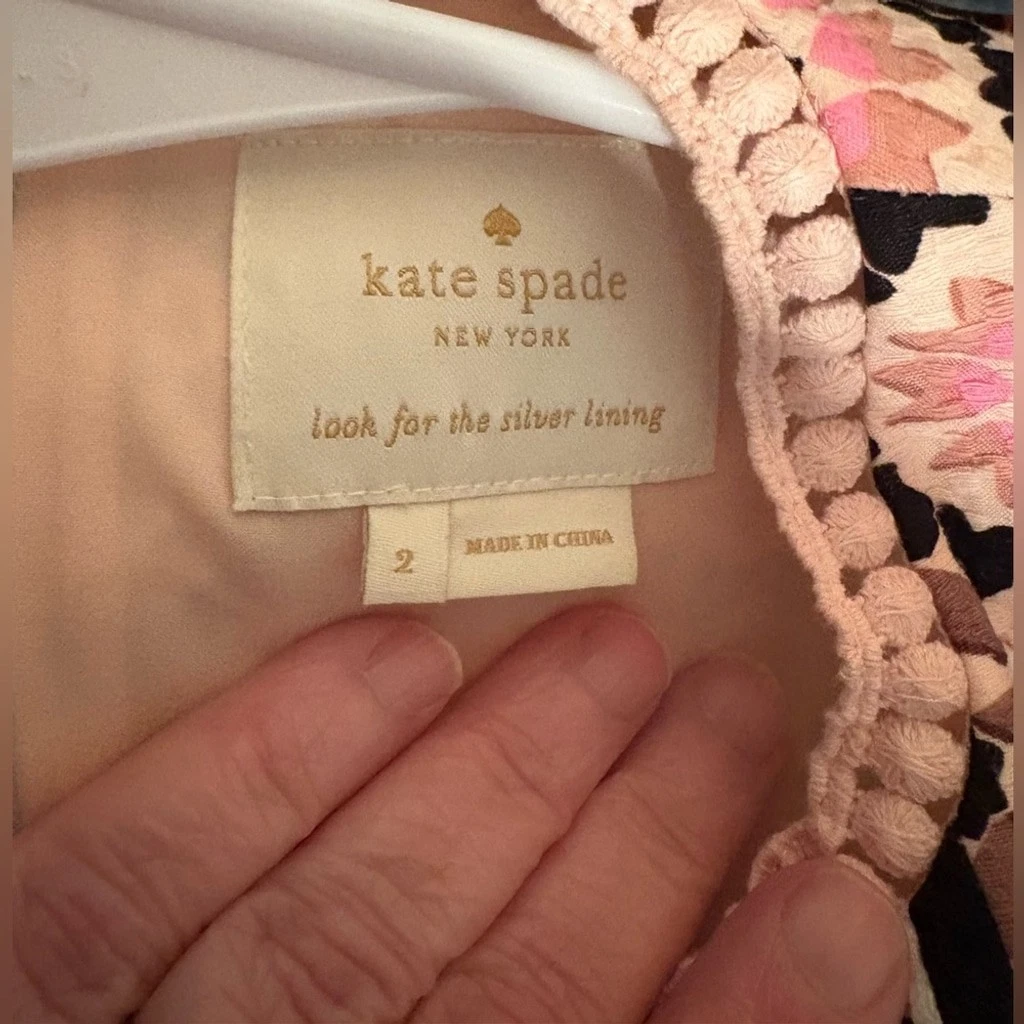 kate spade
NEW YORK
look for the silver lining
2
MADE IN CHINA